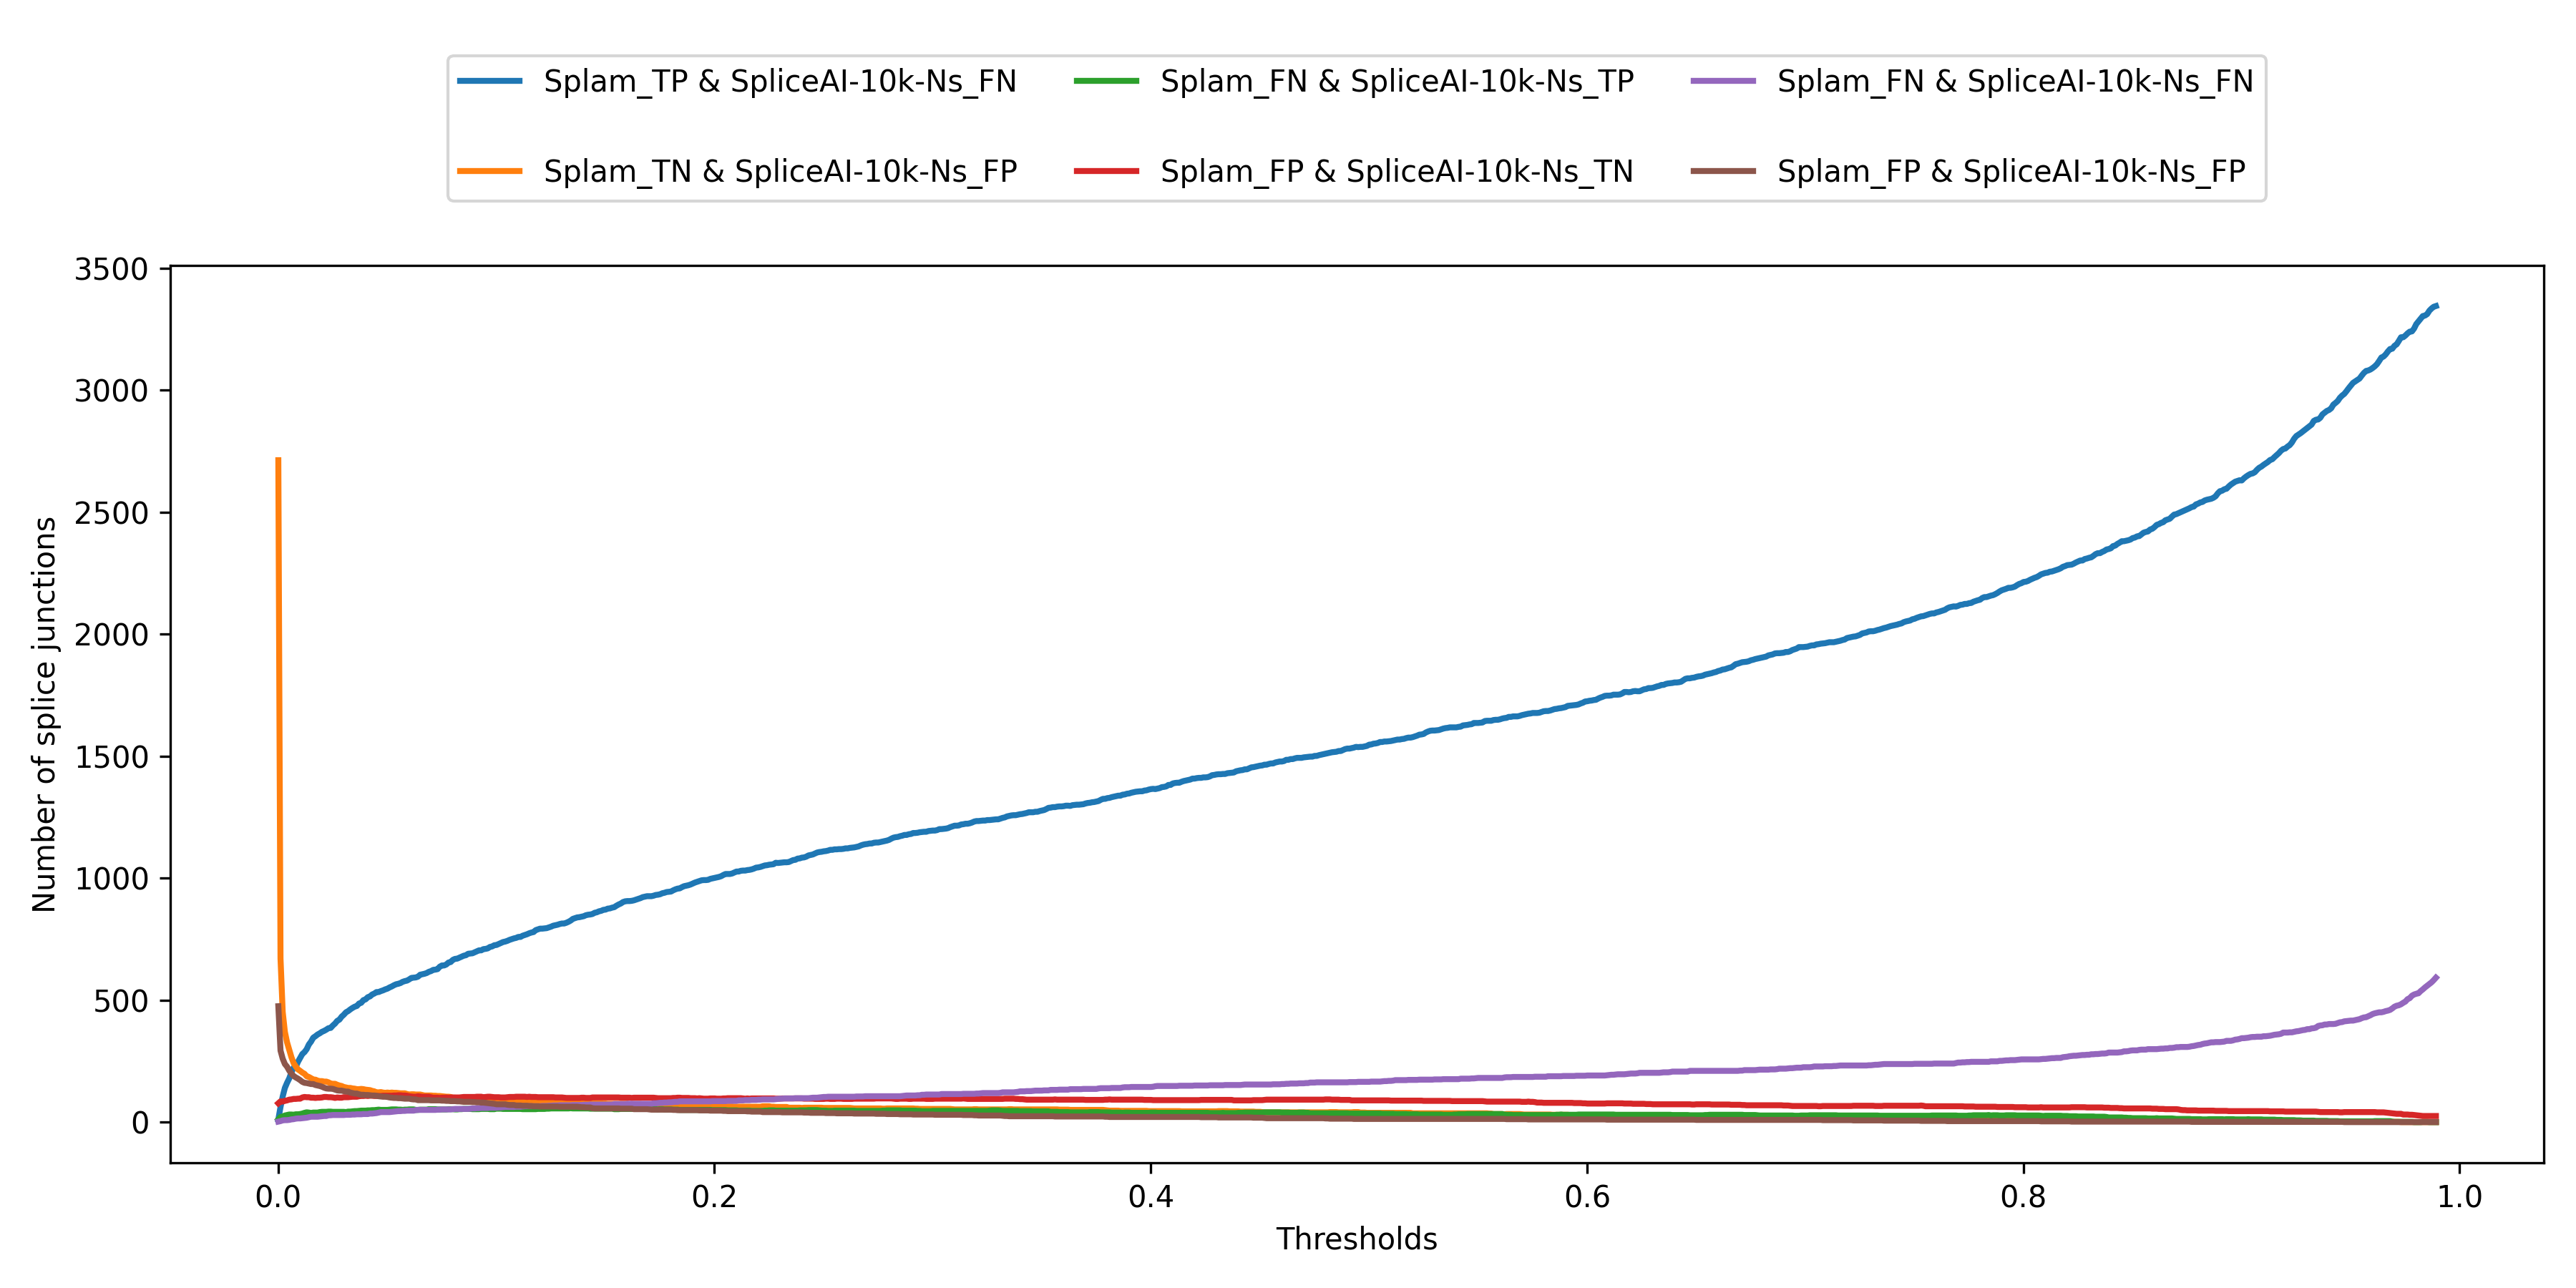 Splam_TP & SpliceAI-10k-Ns_FN
Splam_FN & SpliceAI-10k-Ns_TP
Splam_FN & SpliceAI-10k-Ns_FN
Splam_TN & SpliceAI-10k-Ns_FP
Splam_FP & SpliceAI-10k-Ns_TN
Splam_FP & SpliceAI-10k-Ns_FP
Number of splice junctions
3500
3000
2500
2000
1500
1000
500
0
0.0
0.2
0.4
0.6
0.8
1.0
Thresholds